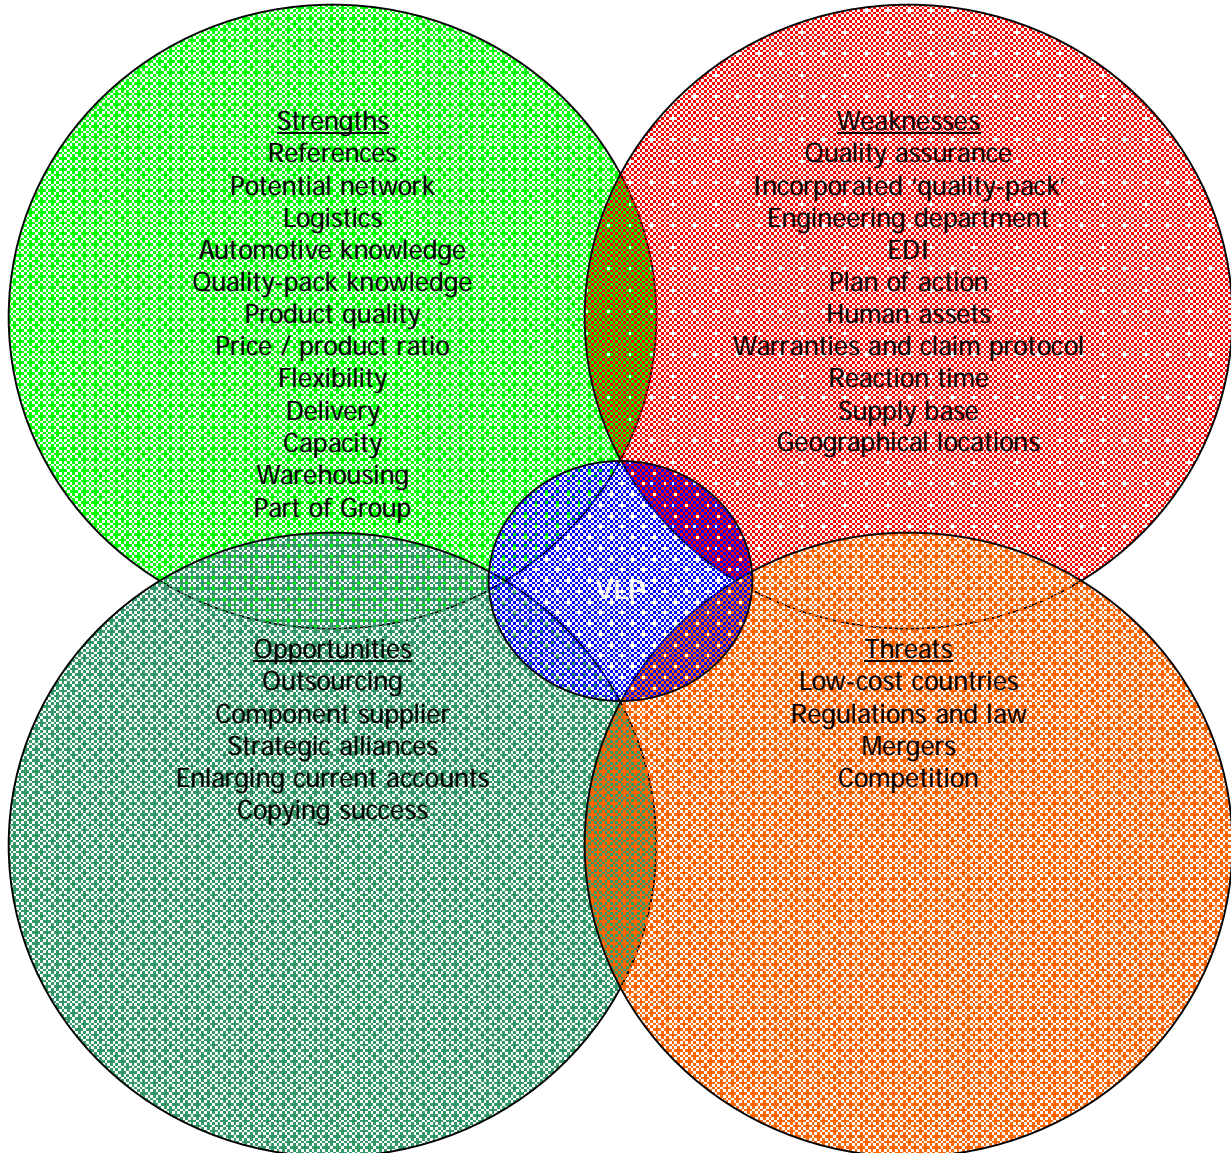 Strengths
References
Potential network
Logistics
Automotive knowledge
Quality-pack knowledge
Product quality
Price / product ratio
Flexibility
Delivery
Capacity
Warehousing
Part of Group
Weaknesses
Quality assurance
Incorporated ‘quality-pack’
Engineering department
EDI
Plan of action
Human assets
Warranties and claim protocol
Reaction time
Supply base
Geographical locations
Opportunities
Outsourcing
Component supplier
Strategic alliances
Enlarging current accounts
Copying success
Threats
Low-cost countries
Regulations and law
Mergers
Competition